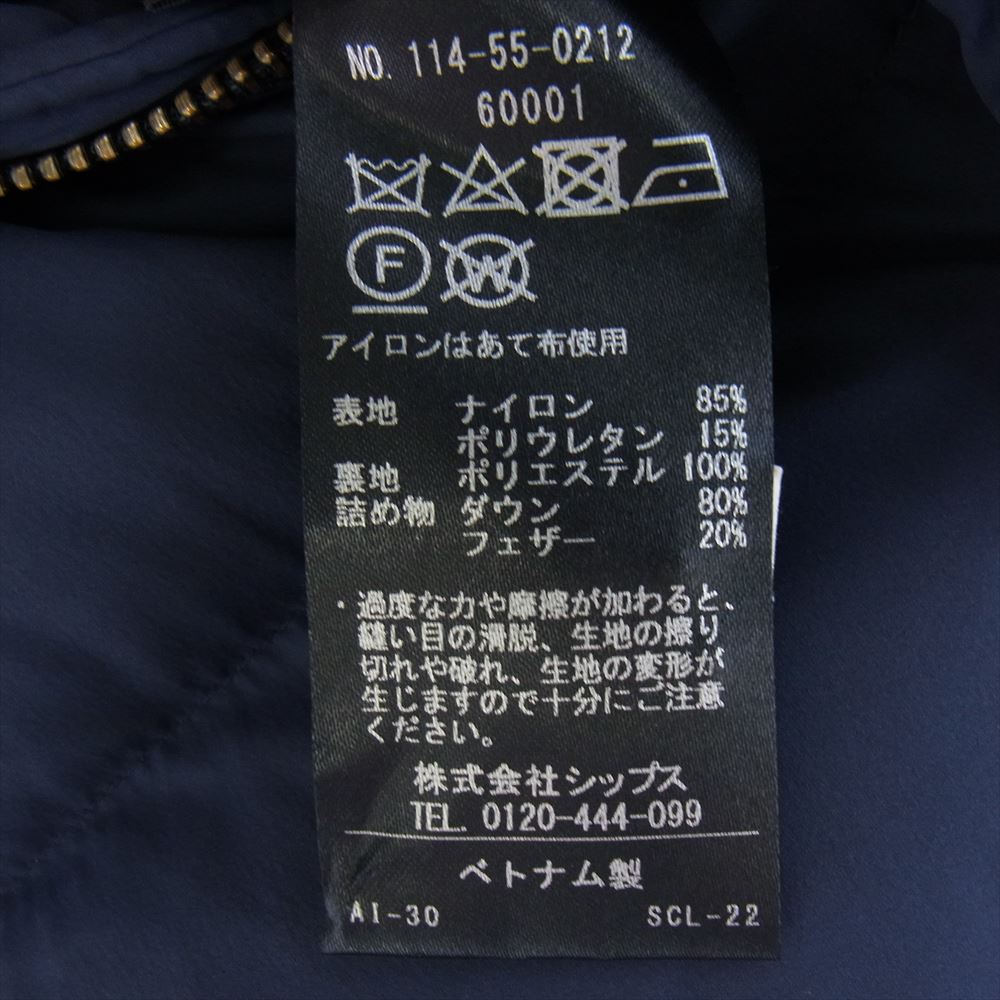 NO. 114-55-0212
60001
F W
アイロンはあて布使用
表地 ナイロン 85%
ポリウレタン 15%
裏地 ポリエステル 100%
詰め物 ダウン 80%
フェザー 20%
・過度な力や摩擦が加わると、
縫い目の滑脱、生地の擦り
切れや破れ、生地の変形が
生じますので十分にご注意
ください。
株式会社シップス
TEL. 0120-444-099
ベトナム製
AI-30 SCL-22